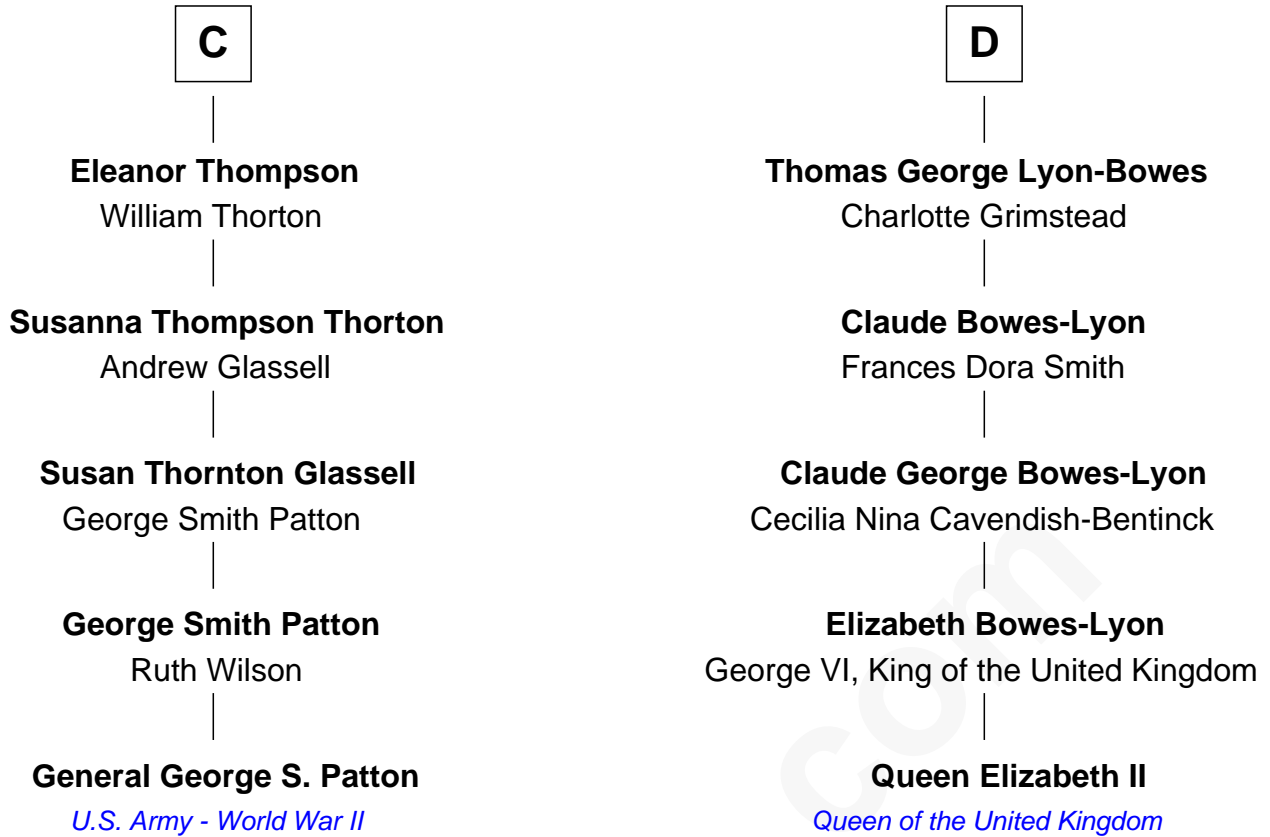 C
Eleanor Thompson
William Thorton
Susanna Thompson Thorton
Andrew Glassell
Susan Thornton Glassell
George Smith Patton
George Smith Patton
Ruth Wilson
General George S. Patton
U.S. Army - World War II
D
Thomas George Lyon-Bowes
Charlotte Grimstead
Claude Bowes-Lyon
Frances Dora Smith
Claude George Bowes-Lyon
Cecilia Nina Cavendish-Bentinck
Elizabeth Bowes-Lyon
George VI, King of the United Kingdom
Queen Elizabeth II
Queen of the United Kingdom
com